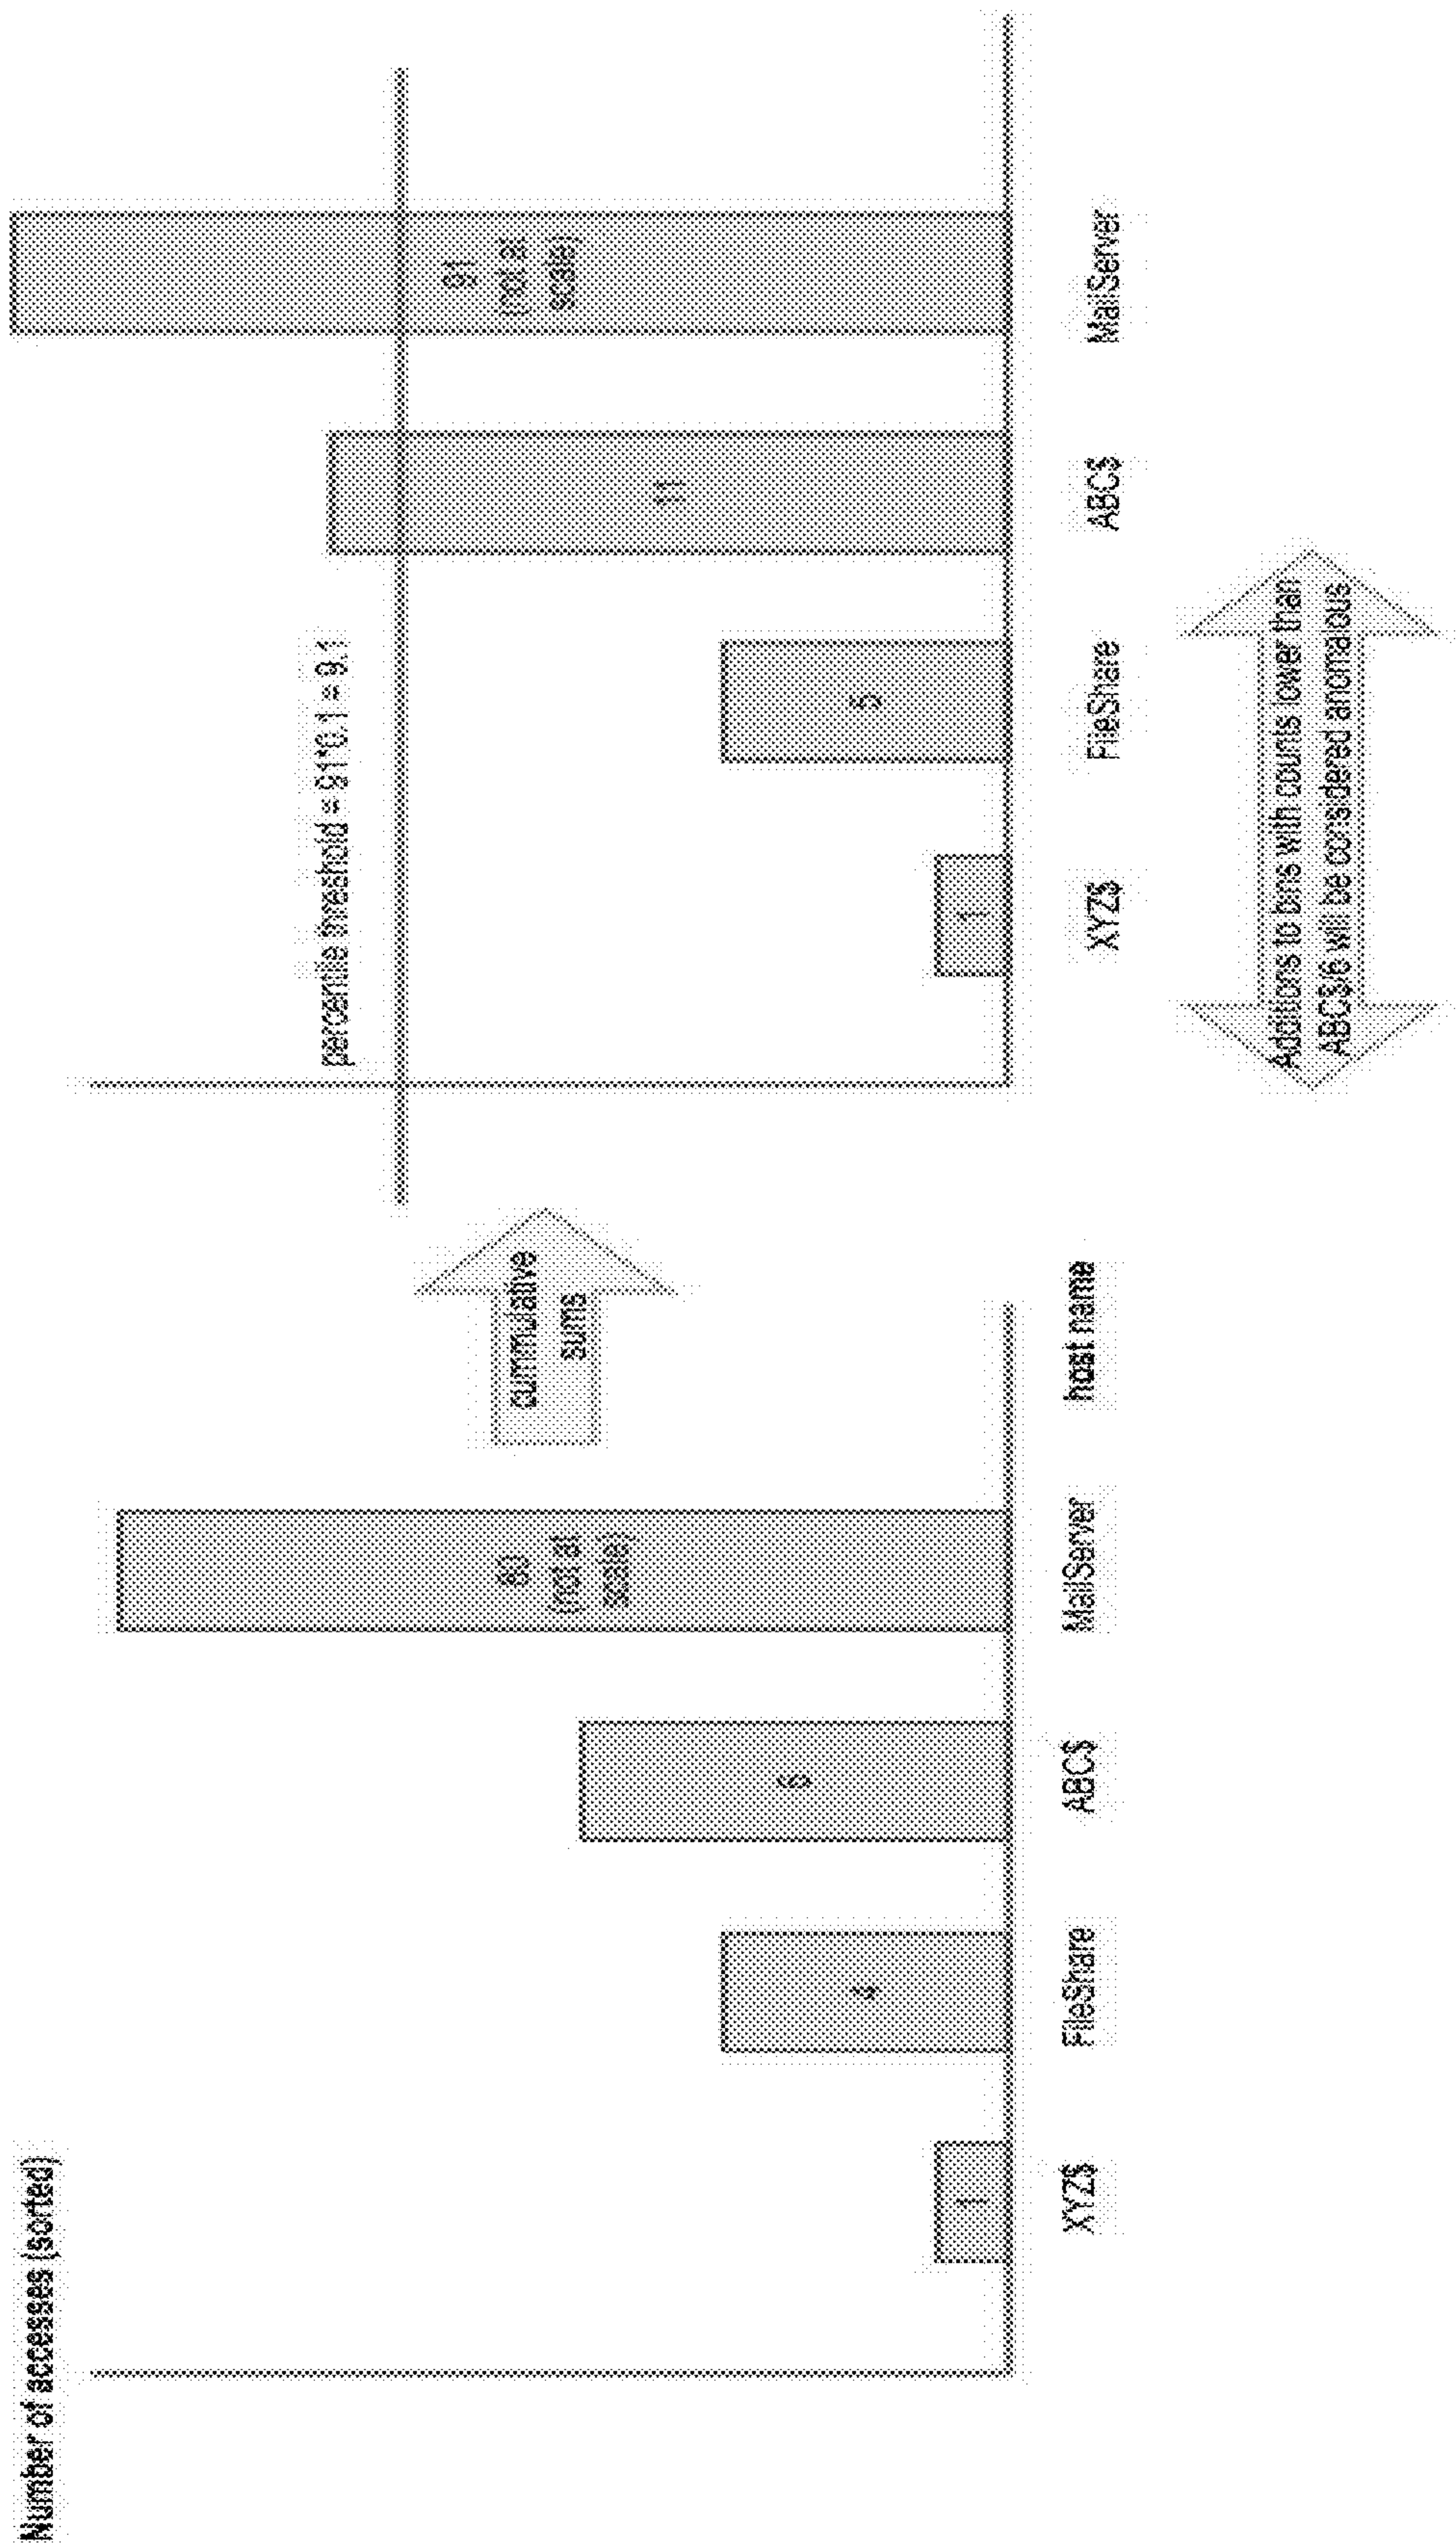 Number of accesses (sorted)
1
4
6
80
(not at
scale)
XYZ$
FileShare
ABC$
MailServer
host name
cummulative
sums
percentile threshold = 91*0.1 = 9.1
1
5
11
91
(not at
scale)
XYZ$
FileShare
ABC$
MailServer
Additions to bins with counts lower than
ABC$/6 will be considered anomalous